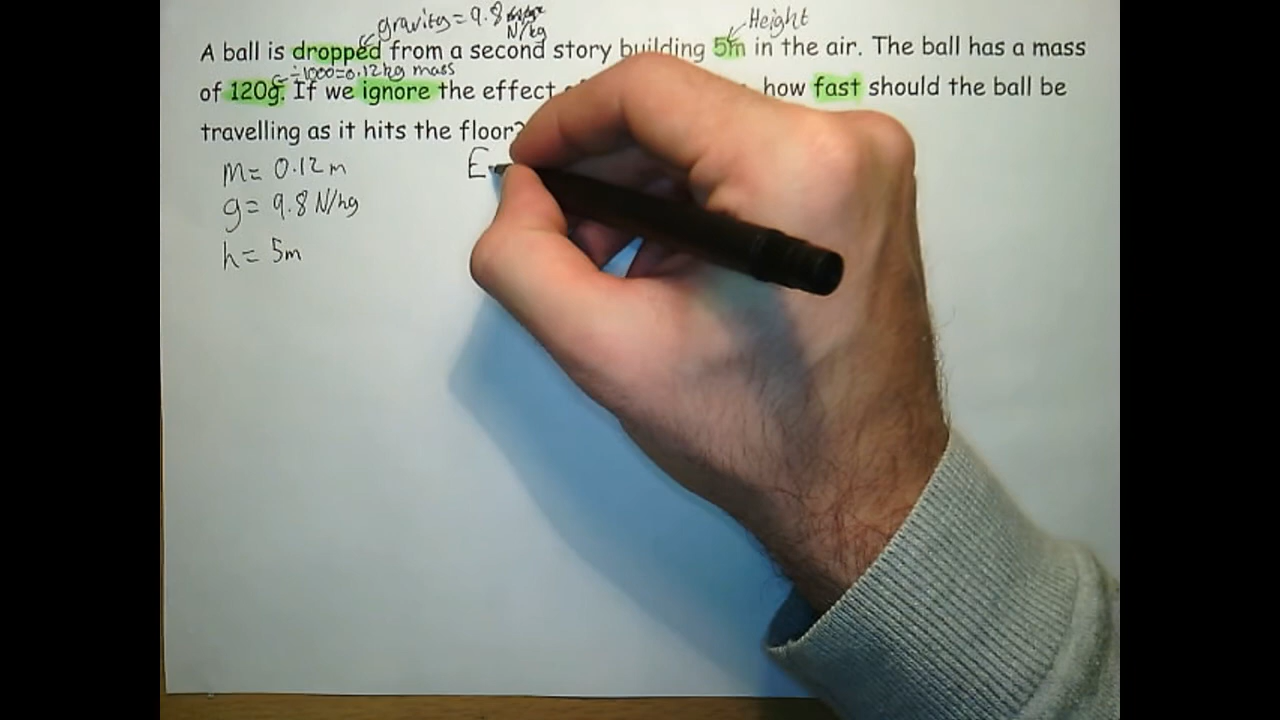 gravity = 9.8 N/kg
Height
A ball is dropped from a second story building 5m in the air. The ball has a mass
÷1000=0.12kg mass
of 120g. If we ignore the effect how fast should the ball be
travelling as it hits the floor?
m= 0.12m
E
g= 9.8 N/kg
h= 5m